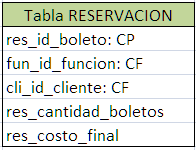 Tabla RESERVACION
res_id_boleto: CP
fun_id_funcion: CF
cli_id_cliente: CF
res_cantidad_boletos
res_costo_final